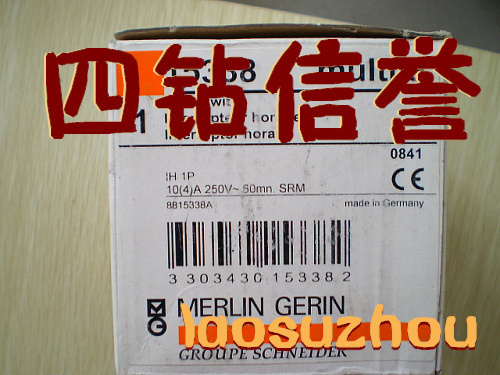 四钻信誉
1
0841
IH 1P
10(4)A 250V~ 60mn SRM
8815338A
made in Germany
CE
3 303430 153382
MERLIN GERIN
laosuzhou
GROUPE SCHNEIDER